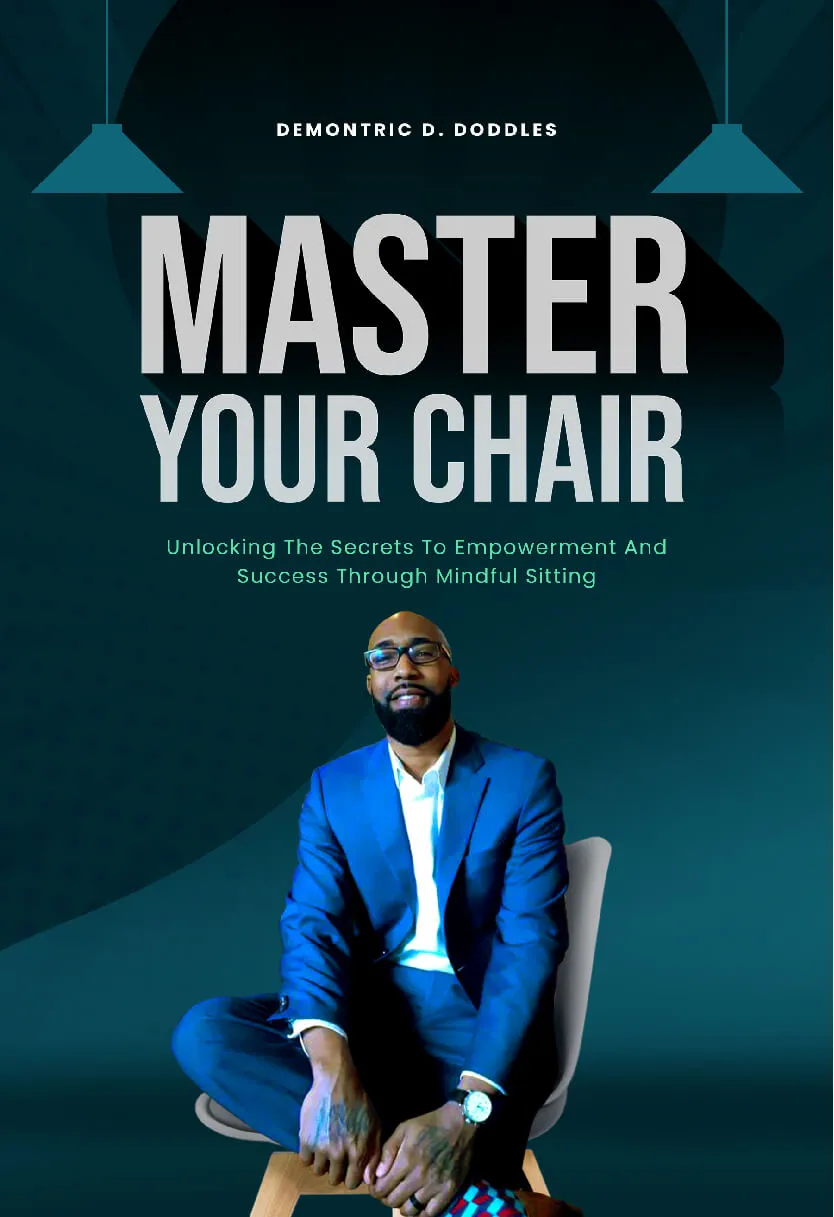 DEMONTRIC D. DODDLES
MASTER
YOUR CHAIR
Unlocking The Secrets To Empowerment And
Success Through Mindful Sitting